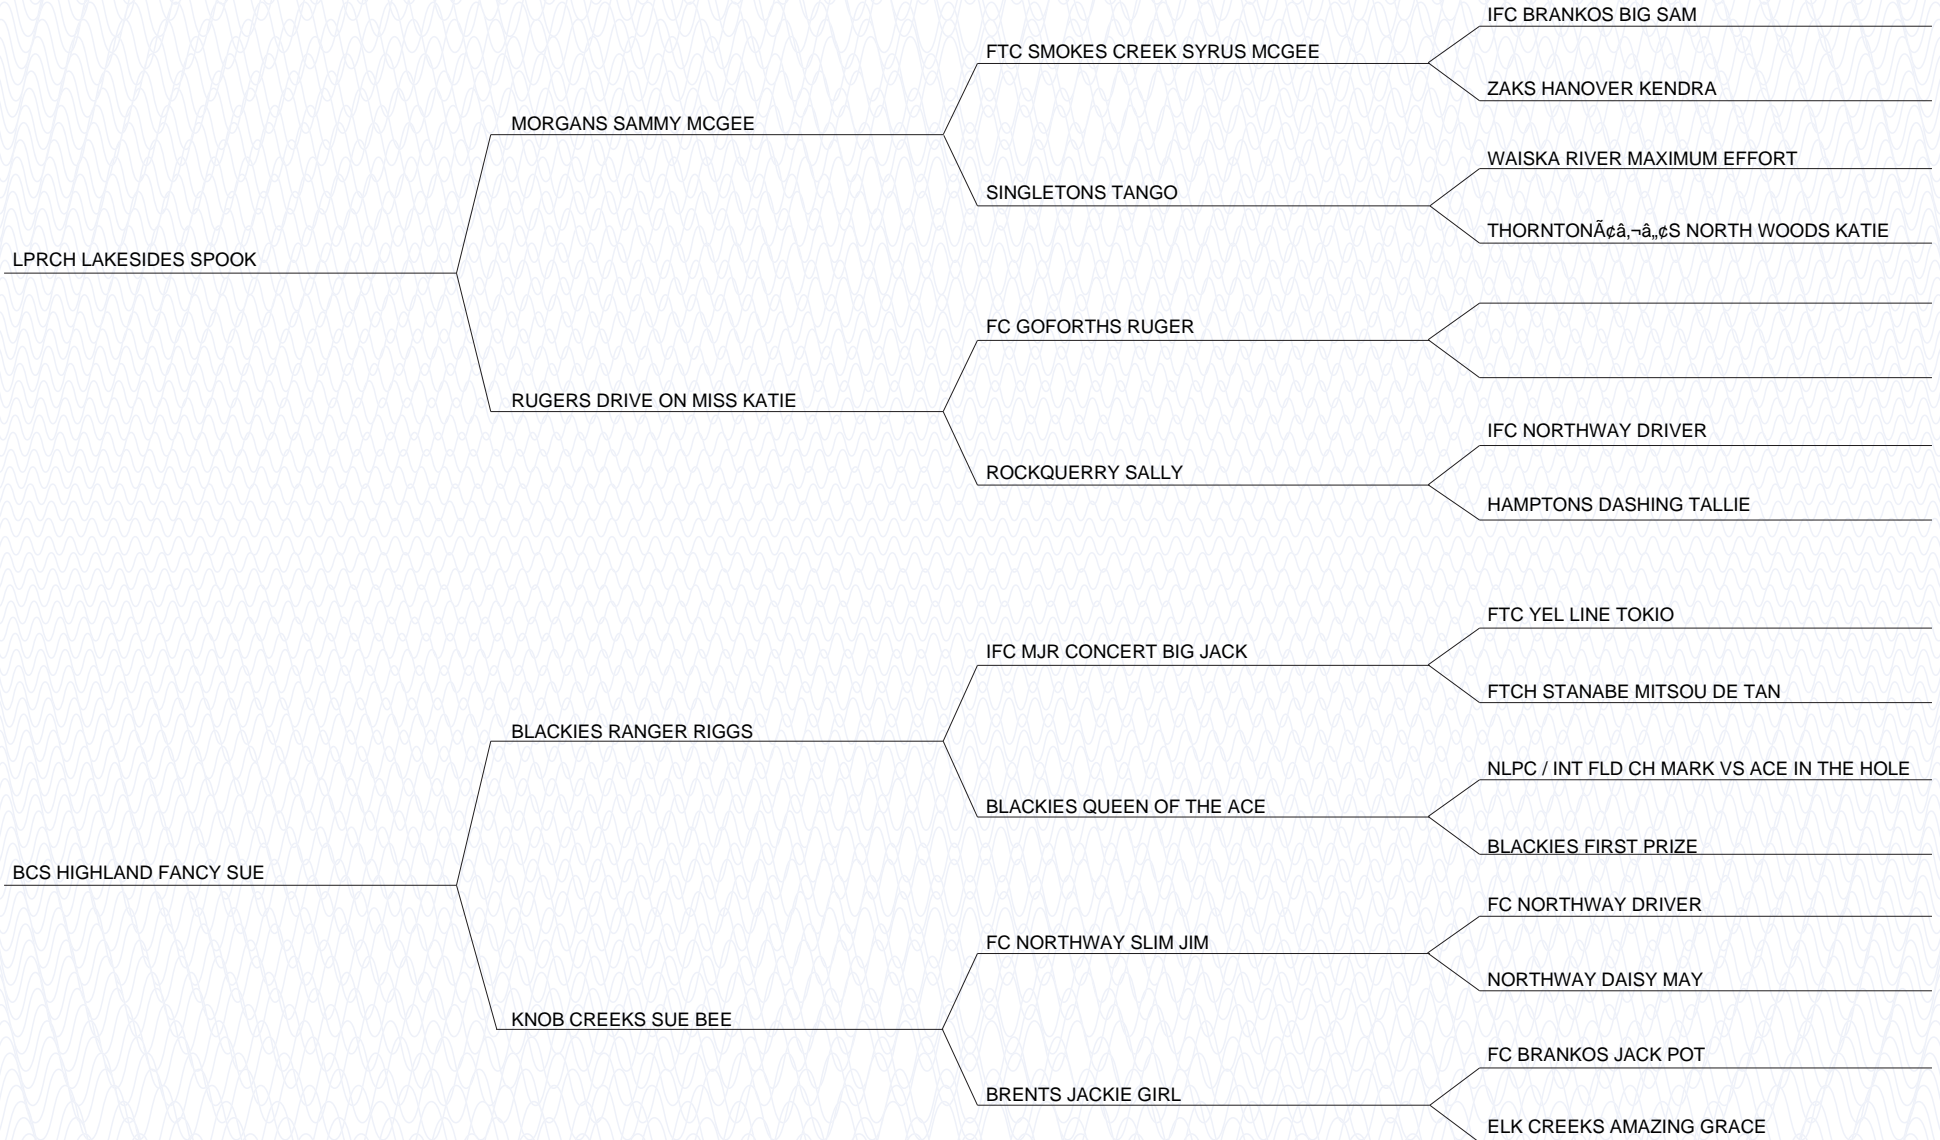 IFC BRANKOS BIG SAM
FTC SMOKES CREEK SYRUS MCGEE
ZAKS HANOVER KENDRA
MORGANS SAMMY MCGEE
WAISKA RIVER MAXIMUM EFFORT
SINGLETONS TANGO
THORNTONÃ¢â‚¬â„¢S NORTH WOODS KATIE
LPRCH LAKESIDES SPOOK
FC GOFORTHS RUGER
RUGERS DRIVE ON MISS KATIE
IFC NORTHWAY DRIVER
ROCKQUERRY SALLY
HAMPTONS DASHING TALLIE
FTC YEL LINE TOKIO
IFC MJR CONCERT BIG JACK
FTCH STANABE MITSOU DE TAN
BLACKIES RANGER RIGGS
NLPC / INT FLD CH MARK VS ACE IN THE HOLE
BLACKIES QUEEN OF THE ACE
BLACKIES FIRST PRIZE
BCS HIGHLAND FANCY SUE
FC NORTHWAY DRIVER
FC NORTHWAY SLIM JIM
NORTHWAY DAISY MAY
KNOB CREEKS SUE BEE
FC BRANKOS JACK POT
BRENTS JACKIE GIRL
ELK CREEKS AMAZING GRACE